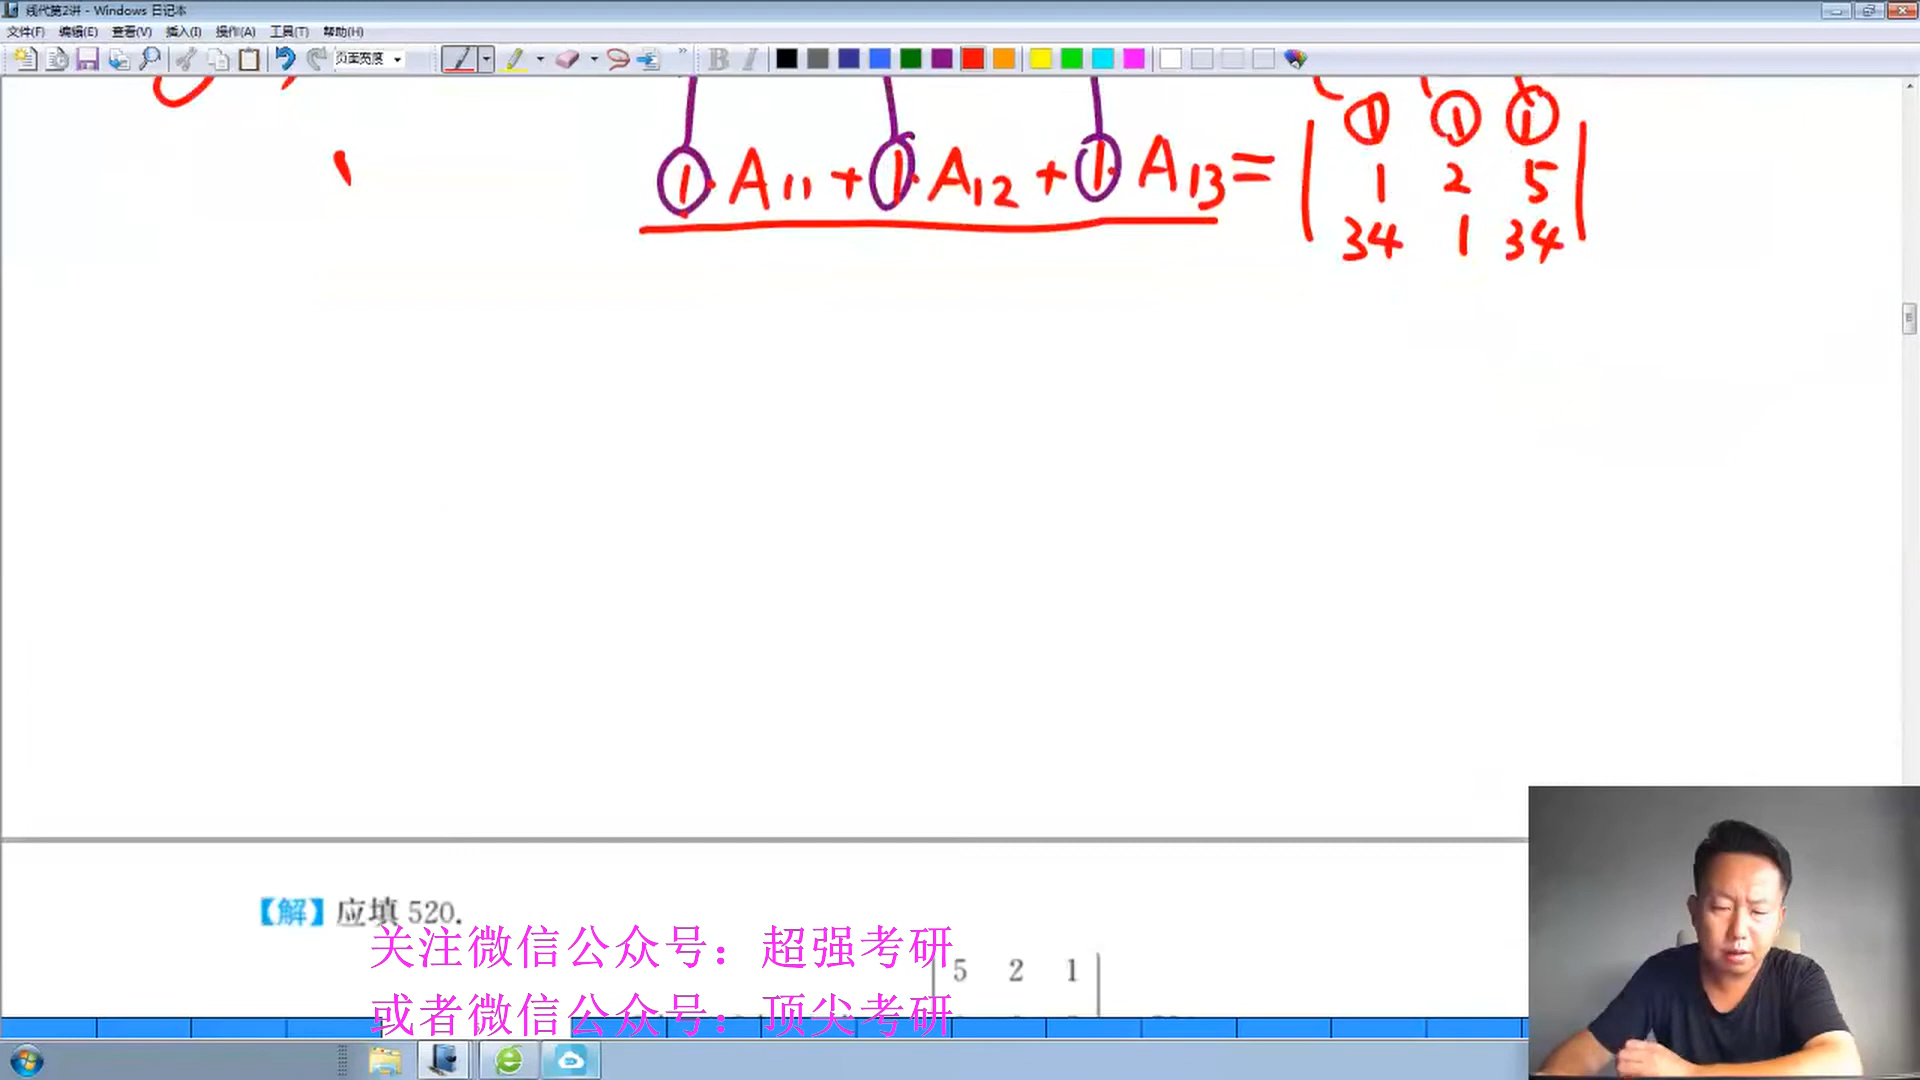 线代第2讲 - Windows 日记本
文件(F) 编辑(E) 查看(V) 插入(I) 操作(A) 工具(T) 帮助(H)
页面宽度
B I
1 1 1
1·A11 + 1·A12 + 1·A13 =
1 2 5
34 1 34
【解】应填 520.
关注微信公众号：超强考研
5 2 1
或者微信公众号：顶尖考研